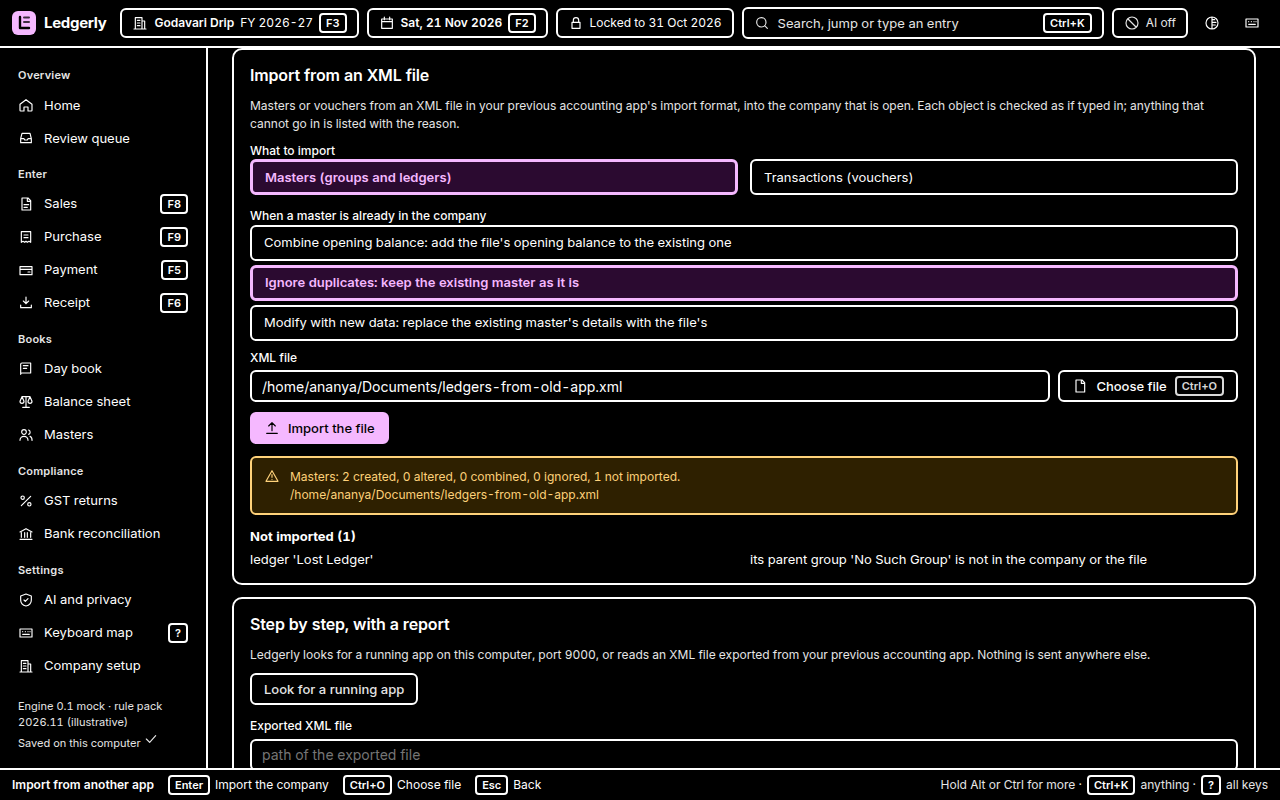 Ledgerly
Godavari Drip FY 2026-27 F3
Sat, 21 Nov 2026 F2
Locked to 31 Oct 2026
Search, jump or type an entry Ctrl+K
AI off
Overview
Home
Review queue
Enter
Sales F8
Purchase F9
Payment F5
Receipt F6
Books
Day book
Balance sheet
Masters
Compliance
GST returns
Bank reconciliation
Settings
AI and privacy
Keyboard map ?
Company setup
Engine 0.1 mock · rule pack
2026.11 (illustrative)
Saved on this computer
Import from an XML file
Masters or vouchers from an XML file in your previous accounting app's import format, into the company that is open. Each object is checked as if typed in; anything that
cannot go in is listed with the reason.
What to import
Masters (groups and ledgers)
Transactions (vouchers)
When a master is already in the company
Combine opening balance: add the file's opening balance to the existing one
Ignore duplicates: keep the existing master as it is
Modify with new data: replace the existing master's details with the file's
XML file
/home/ananya/Documents/ledgers-from-old-app.xml
Choose file Ctrl+O
Import the file
Masters: 2 created, 0 altered, 0 combined, 0 ignored, 1 not imported.
/home/ananya/Documents/ledgers-from-old-app.xml
Not imported (1)
ledger 'Lost Ledger' its parent group 'No Such Group' is not in the company or the file
Step by step, with a report
Ledgerly looks for a running app on this computer, port 9000, or reads an XML file exported from your previous accounting app. Nothing is sent anywhere else.
Look for a running app
Exported XML file
path of the exported file
Import from another app Enter Import the company Ctrl+O Choose file Esc Back
Hold Alt or Ctrl for more · Ctrl+K anything · ? all keys